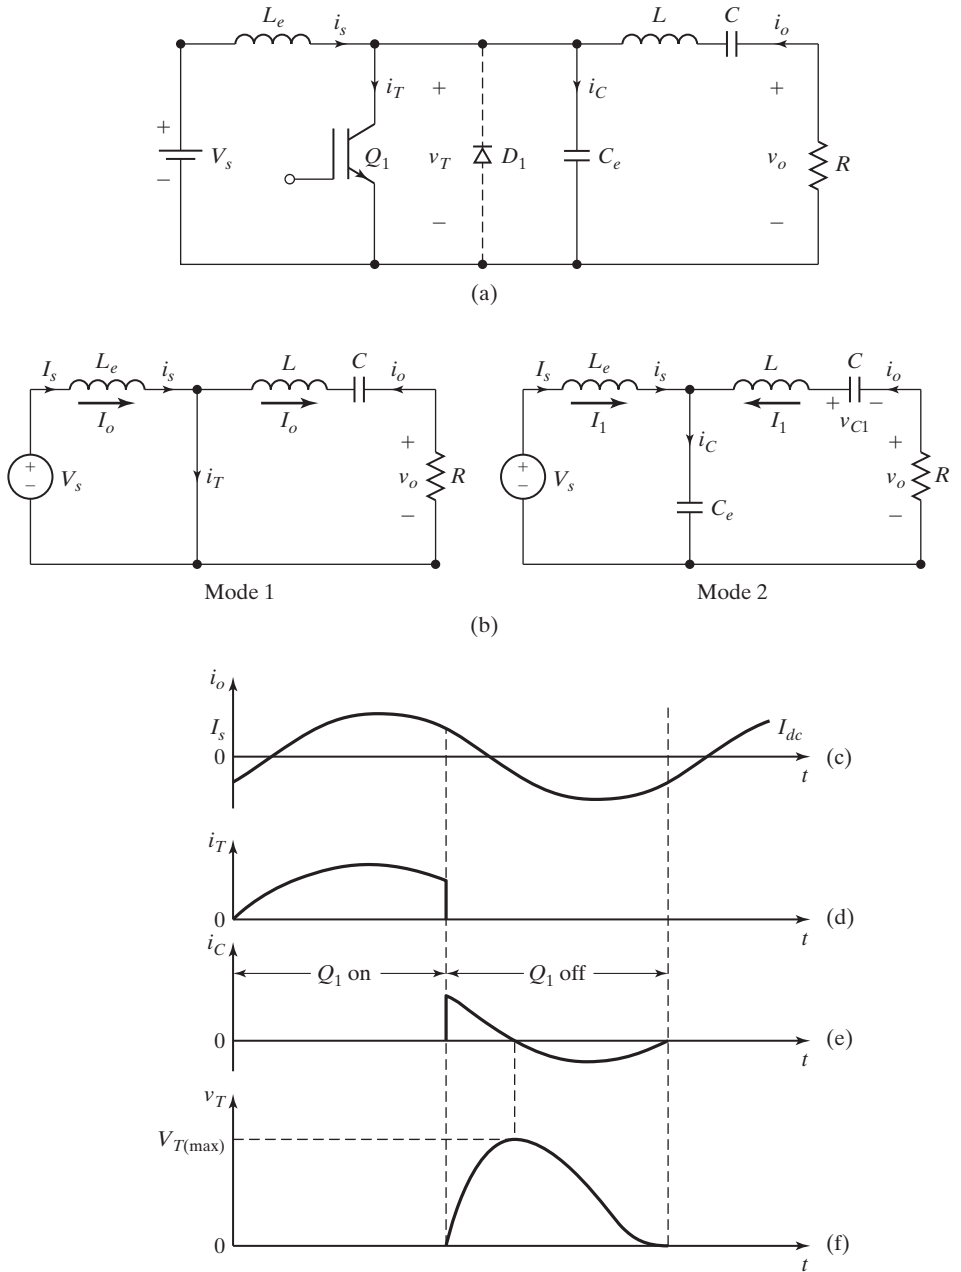 L_e i_s L C i_o
+ i_T + i_C +
V_s Q_1 v_T D_1 C_e v_o R
− − −
(a)
I_s L_e i_s L C i_o
I_o I_o
+ − V_s i_T + v_o − R
Mode 1
I_s L_e i_s L C i_o
I_1 I_1 + v_C1 −
+ − V_s i_C C_e + v_o − R
Mode 2
(b)
i_o
I_s I_dc
0 t (c)
i_T
0 t (d)
i_C
Q_1 on Q_1 off
0 t (e)
v_T
V_T(max)
0 t (f)